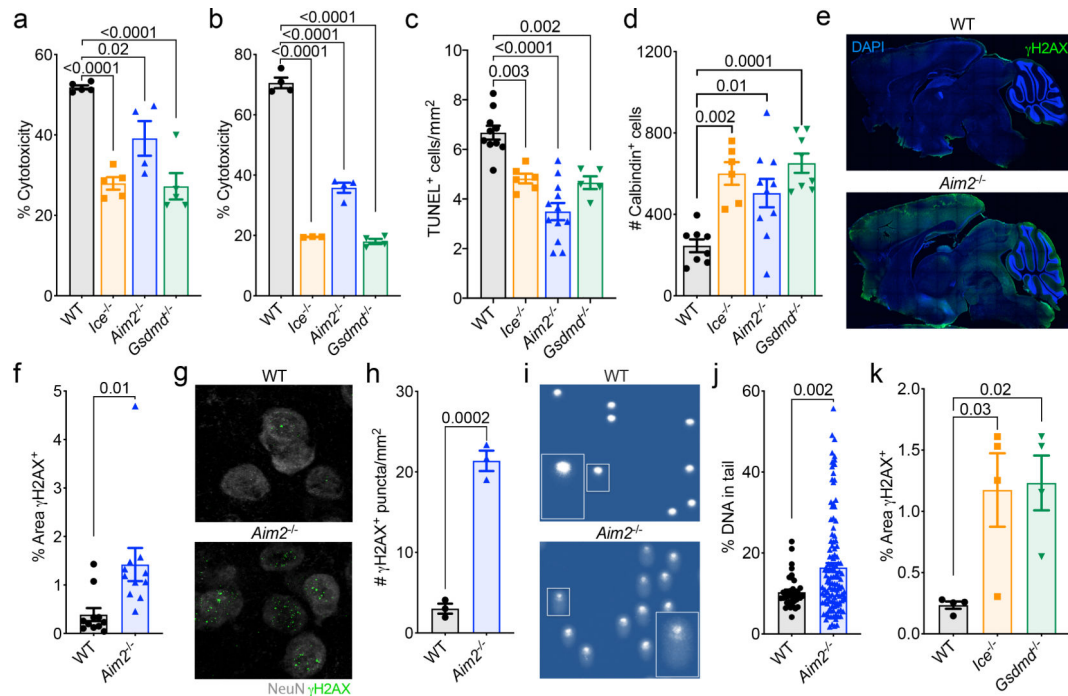 a
% Cytotoxicity
60
40
20
0
<0.0001
0.02
<0.0001
WT
Ice-/-
Aim2-/-
Gsdmd-/-
b
% Cytotoxicity
80
60
40
20
0
<0.0001
<0.0001
<0.0001
WT
Ice-/-
Aim2-/-
Gsdmd-/-
c
TUNEL+ cells/mm2
10
8
6
4
2
0
0.002
<0.0001
0.003
WT
Ice-/-
Aim2-/-
Gsdmd-/-
d
# Calbindin+ cells
1200
900
600
400
0
0.0001
0.01
0.002
WT
Ice-/-
Aim2-/-
Gsdmd-/-
e
WT
DAPI
γH2AX
Aim2-/-
f
% Area γH2AX+
5
4
3
2
1
0
0.01
WT
Aim2-/-
g
WT
Aim2-/-
NeuN γH2AX
h
# γH2AX+ puncta/mm2
30
20
10
0
0.0002
WT
Aim2-/-
i
WT
Aim2-/-
j
% DNA in tail
60
40
20
0
0.002
WT
Aim2-/-
k
% Area γH2AX+
2.0
1.5
1.0
0.5
0.0
0.02
0.03
WT
Ice-/-
Gsdmd-/-